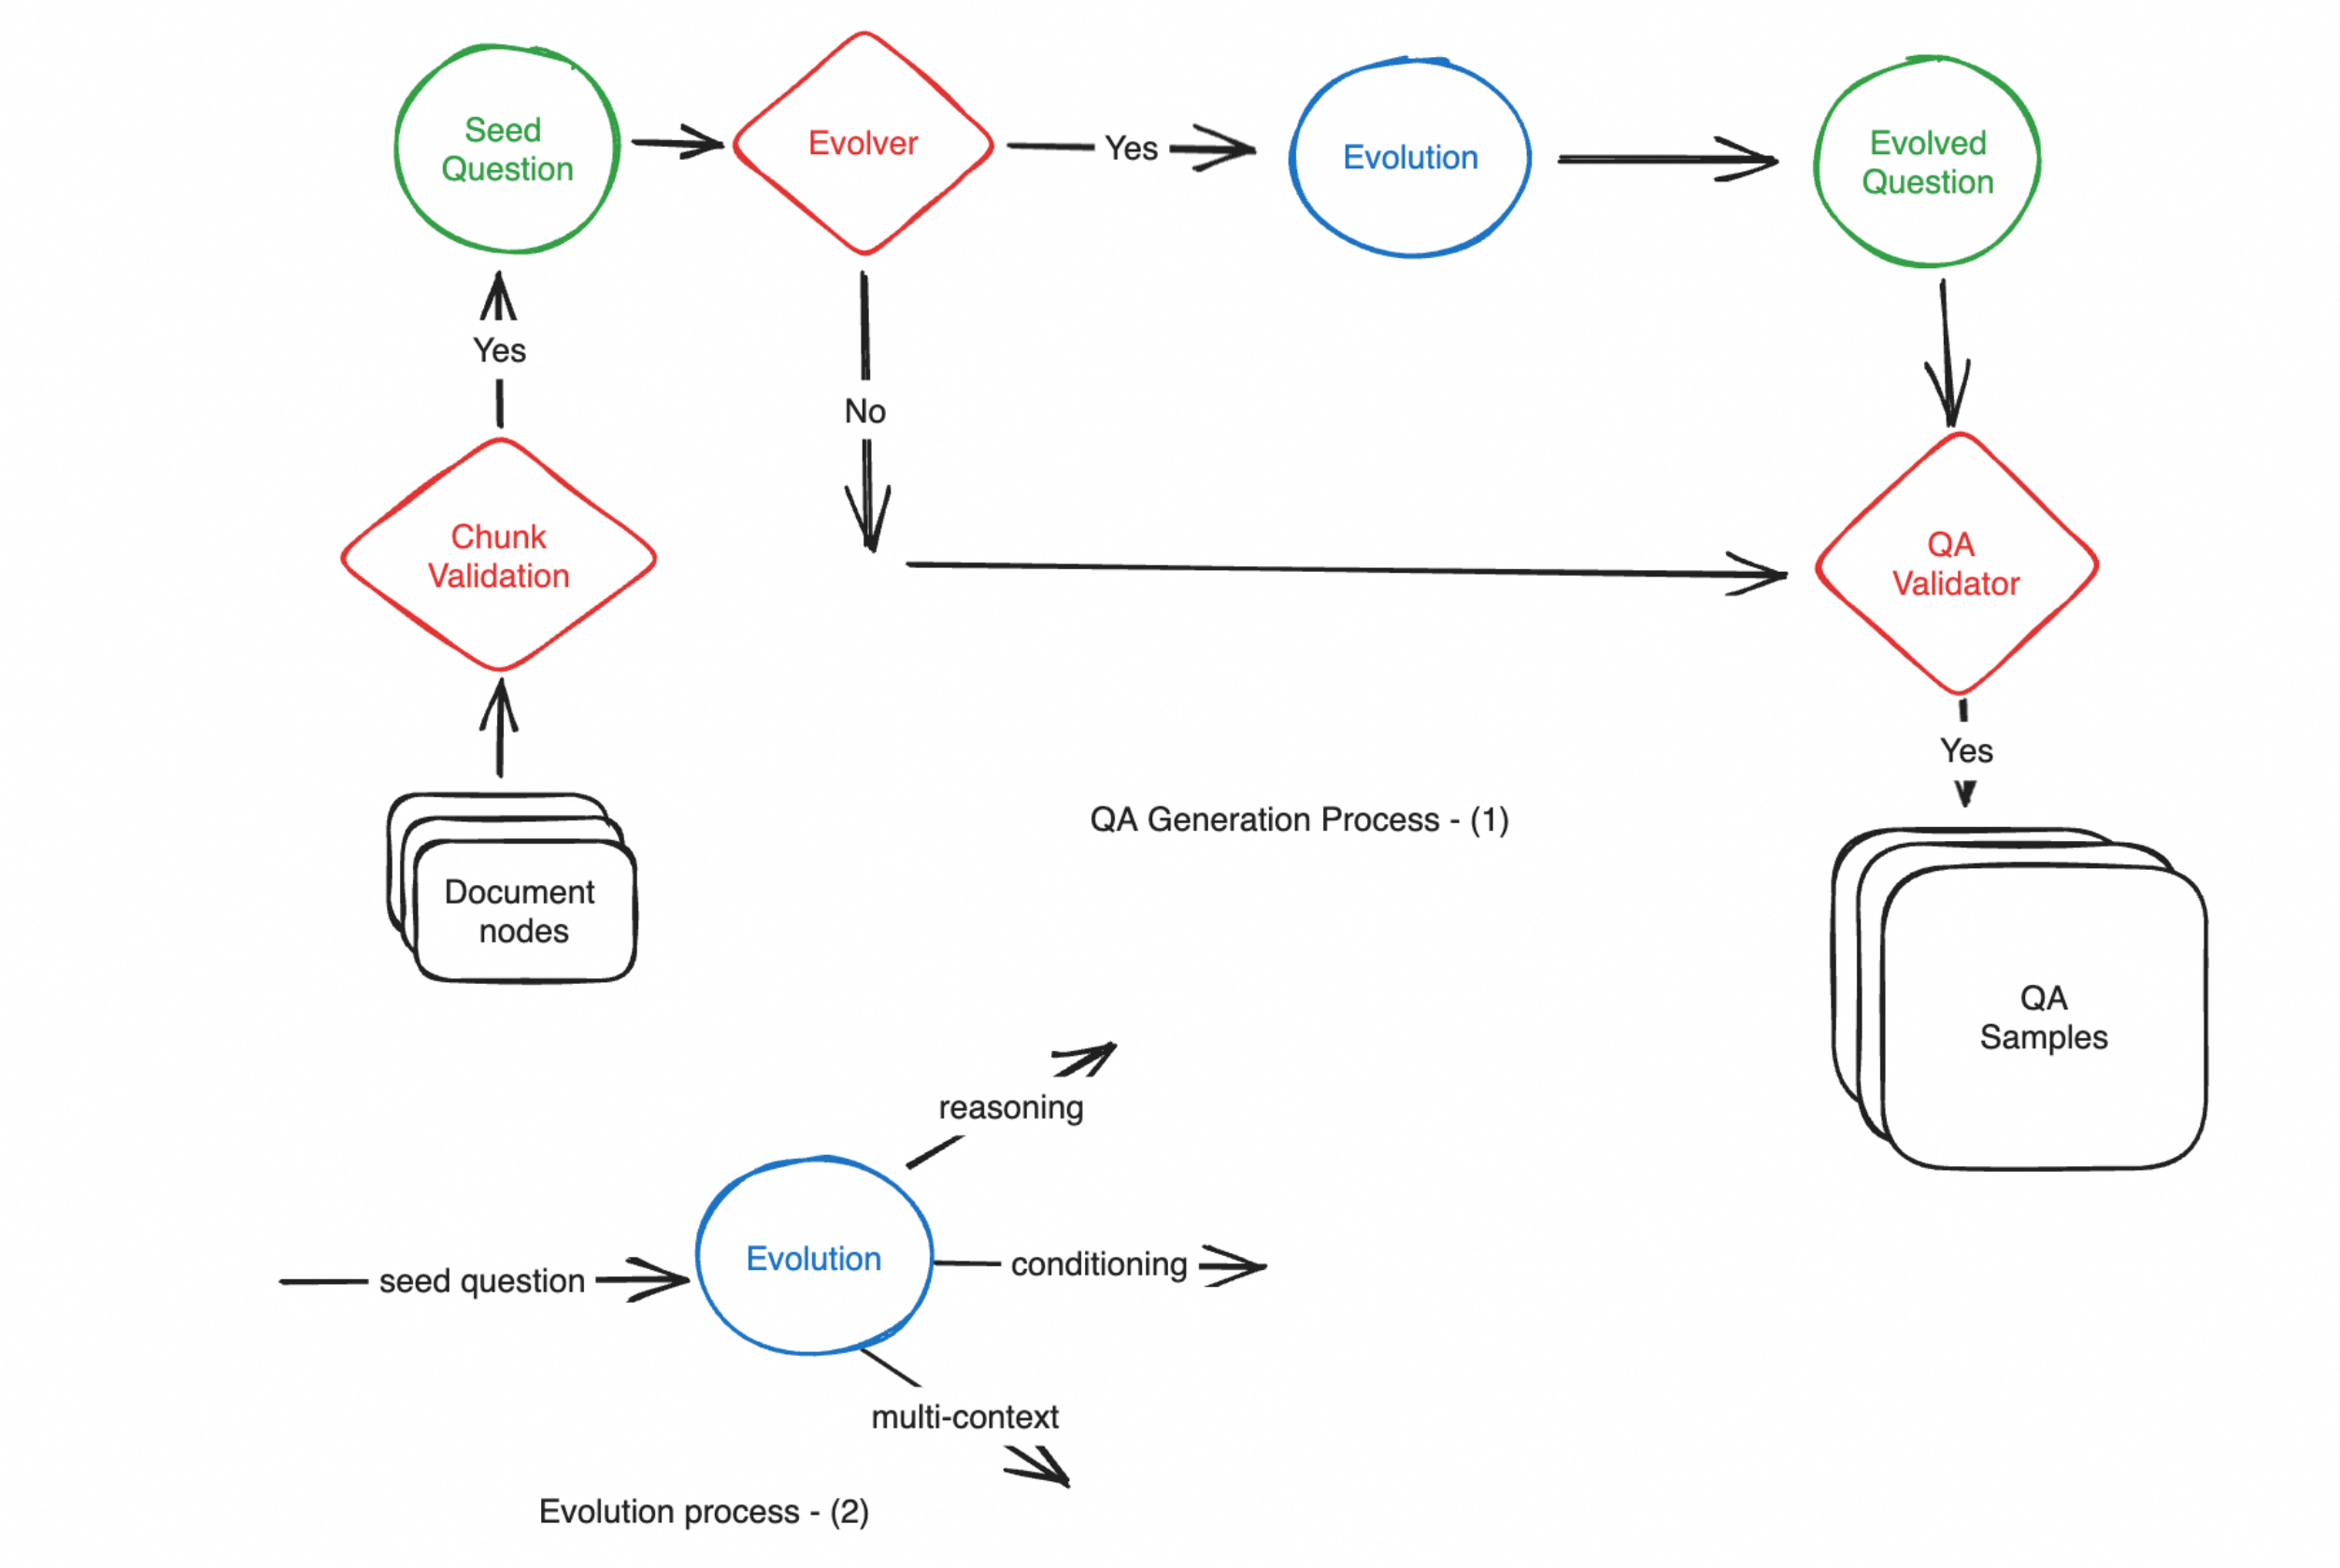 Seed
Question
Evolver
Yes
Evolution
Evolved
Question
Yes
No
Chunk
Validation
QA
Validator
Yes
QA Generation Process - (1)
Document
nodes
QA
Samples
reasoning
seed question
Evolution
conditioning
multi-context
Evolution process - (2)